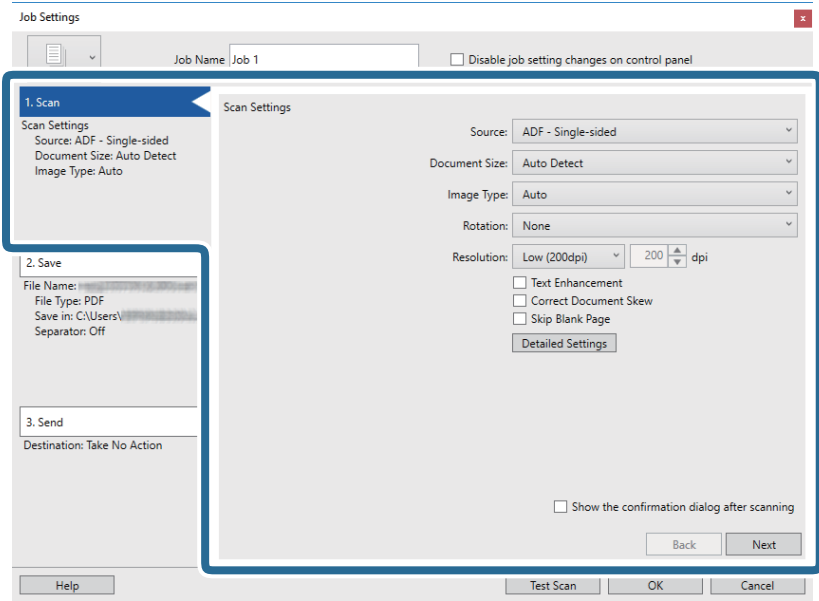 Job Settings
Job Name Job 1
Disable job setting changes on control panel
1. Scan
Scan Settings
Source: ADF - Single-sided
Document Size: Auto Detect
Image Type: Auto
2. Save
File Name:
File Type: PDF
Save in: C:\Users\
Separator: Off
3. Send
Destination: Take No Action
Scan Settings
Source: ADF - Single-sided
Document Size: Auto Detect
Image Type: Auto
Rotation: None
Resolution: Low (200dpi) 200 dpi
Text Enhancement
Correct Document Skew
Skip Blank Page
Detailed Settings
Show the confirmation dialog after scanning
Back Next
Help Test Scan OK Cancel